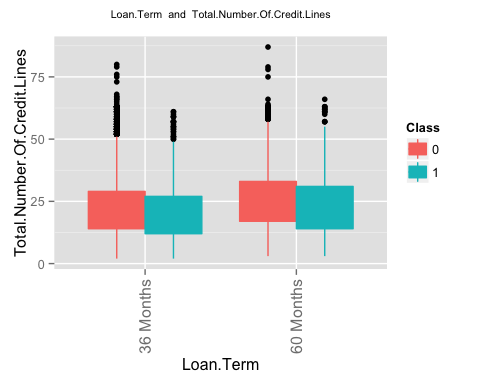 Loan.Term and Total.Number.Of.Credit.Lines
Total.Number.Of.Credit.Lines
75
50
25
0
36 Months
60 Months
Loan.Term
Class
0
1